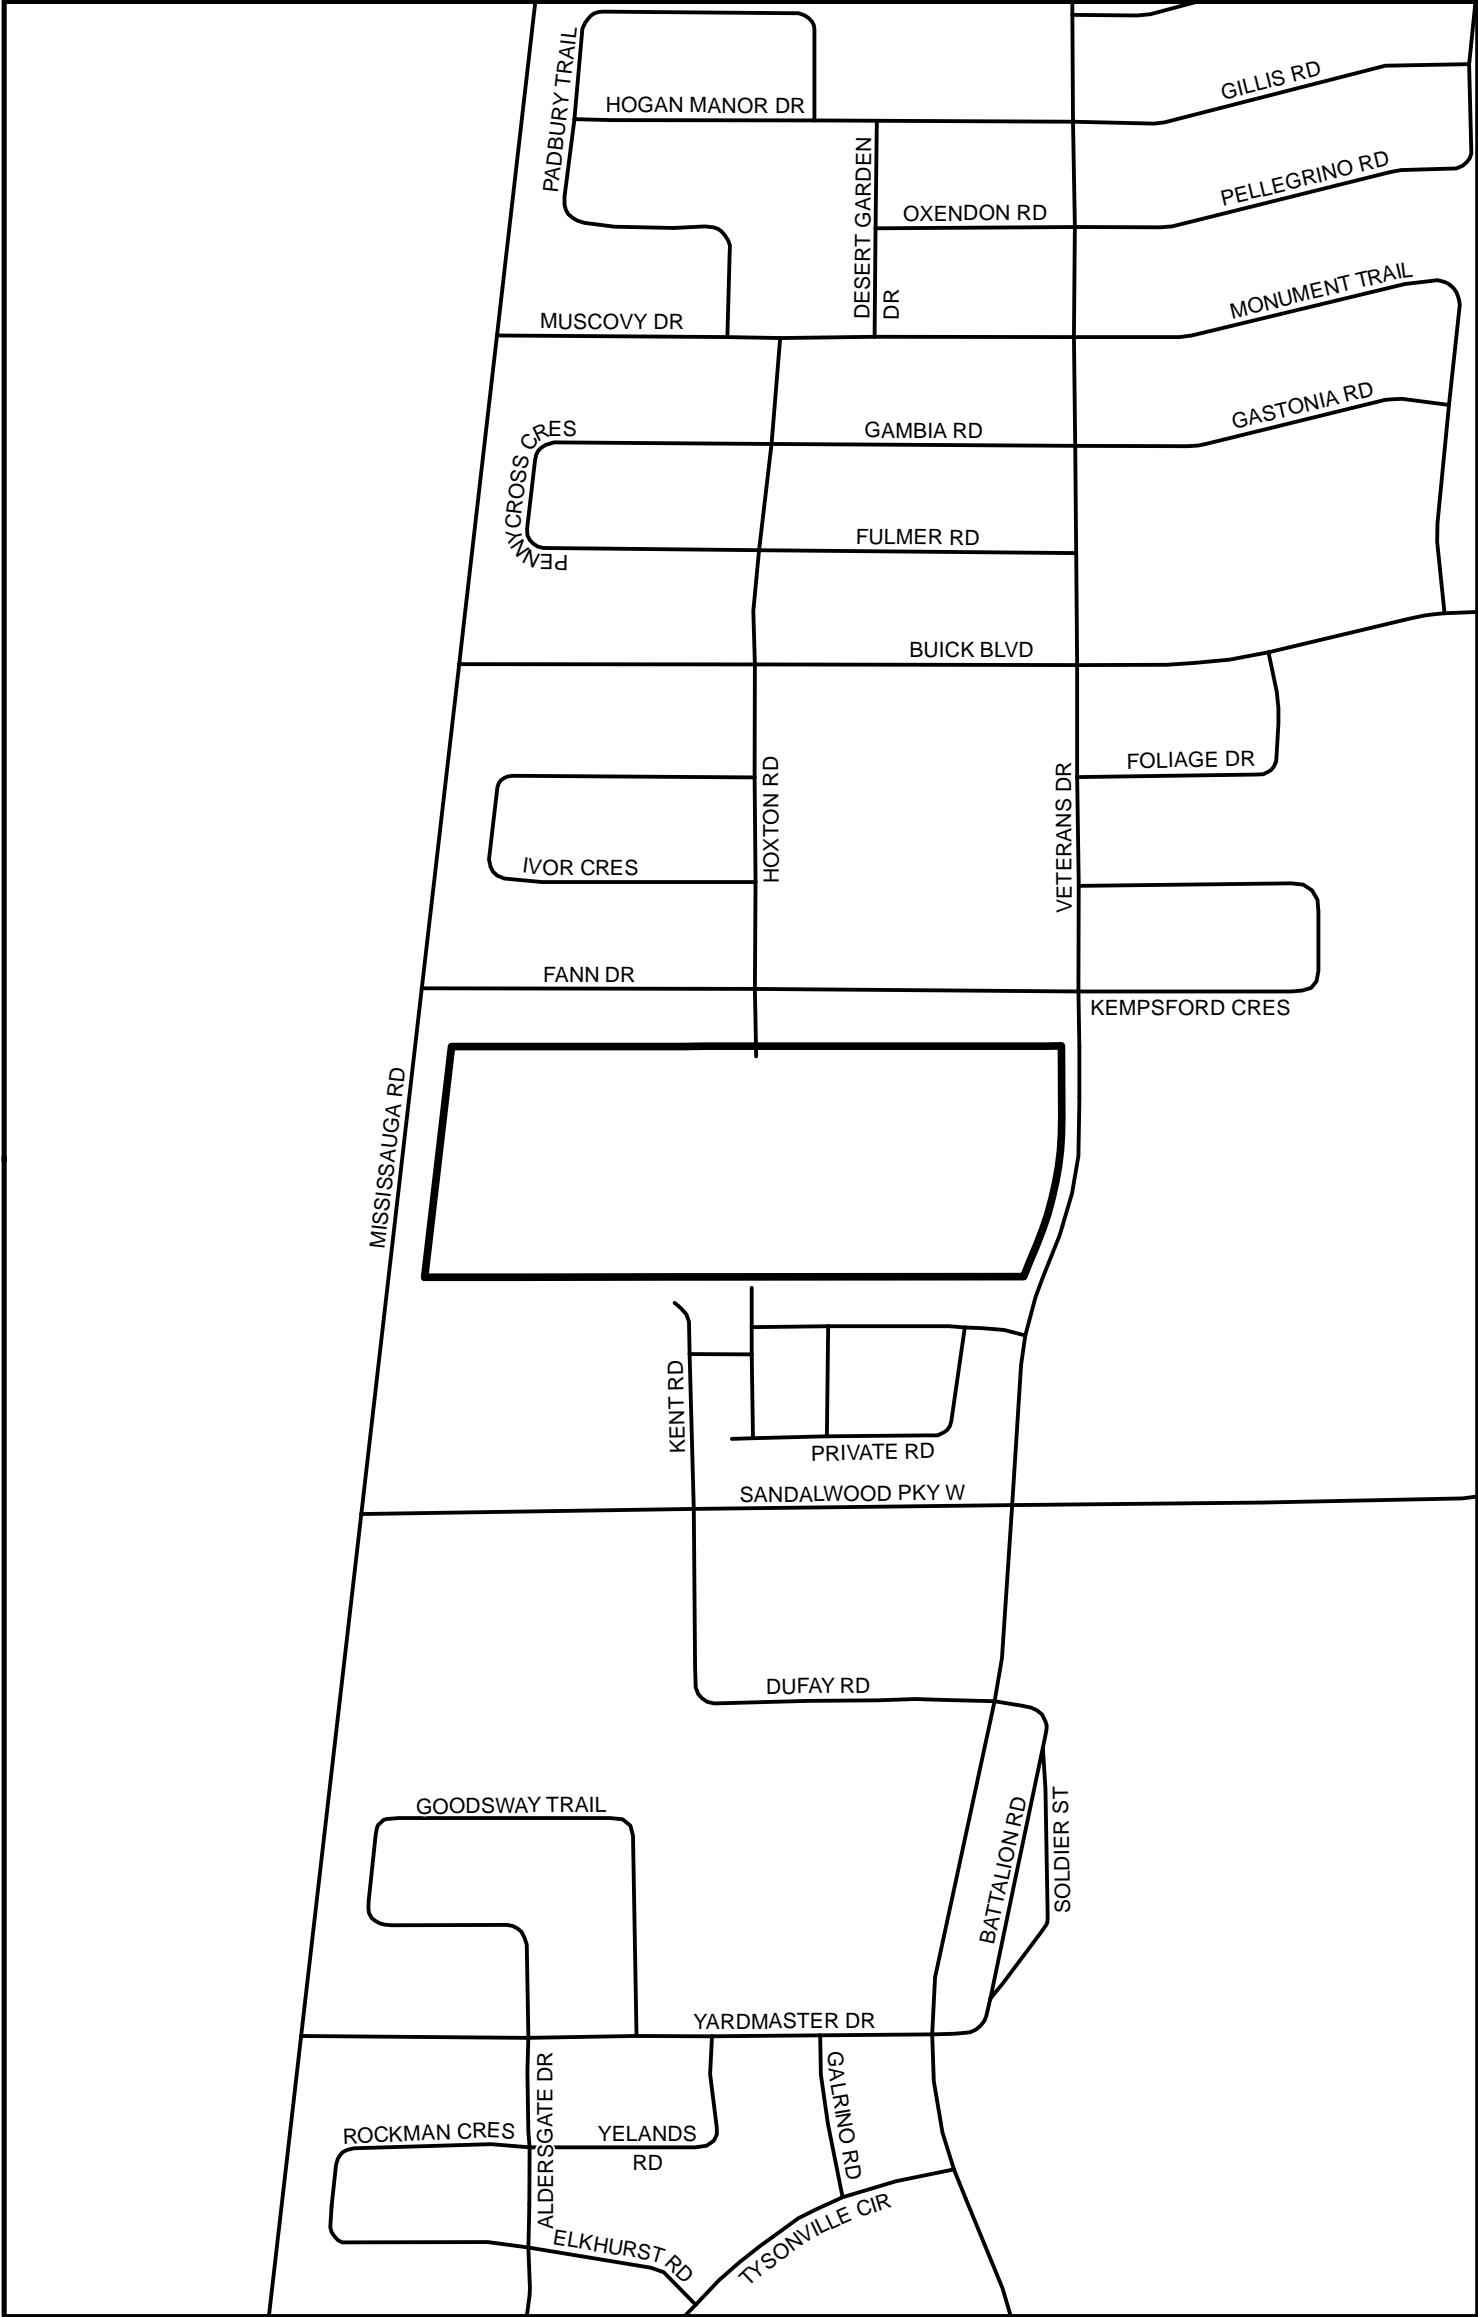 PADBURY TRAIL
HOGAN MANOR DR
GILLIS RD
DESERT GARDEN
DR
PELLEGRINO RD
OXENDON RD
MONUMENT TRAIL
MUSCOVY DR
GASTONIA RD
PENNYCROSS CRES
GAMBIA RD
FULMER RD
BUICK BLVD
HOXTON RD
VETERANS DR
FOLIAGE DR
IVOR CRES
FANN DR
KEMPSFORD CRES
MISSISSAUGA RD
KENT RD
PRIVATE RD
SANDALWOOD PKY W
DUFAY RD
GOODSWAY TRAIL
BATTALION RD
SOLDIER ST
YARDMASTER DR
ALDERSGATE DR
GALRINO RD
ROCKMAN CRES
YELANDS
RD
TYSONVILLE CIR
ELKHURST RD